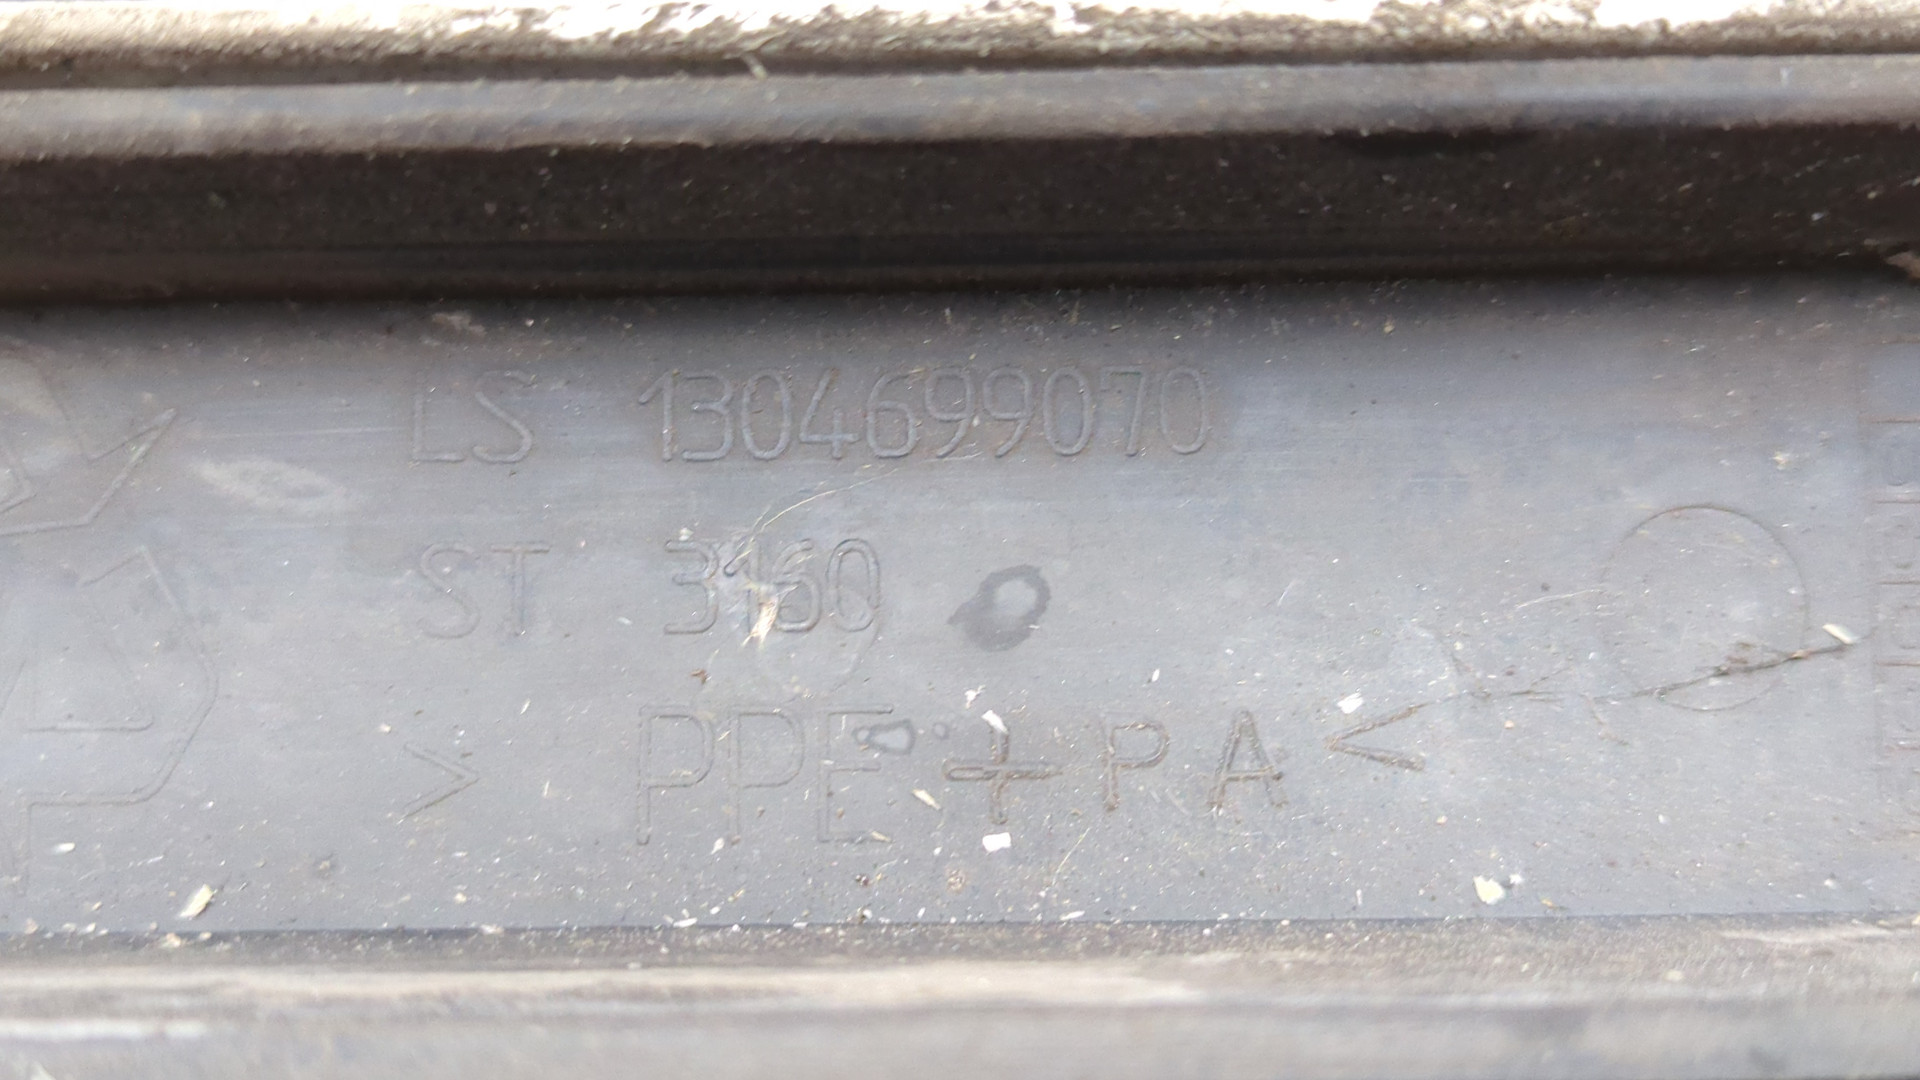 LS 1304699070
ST 3160
> PPE + PA <